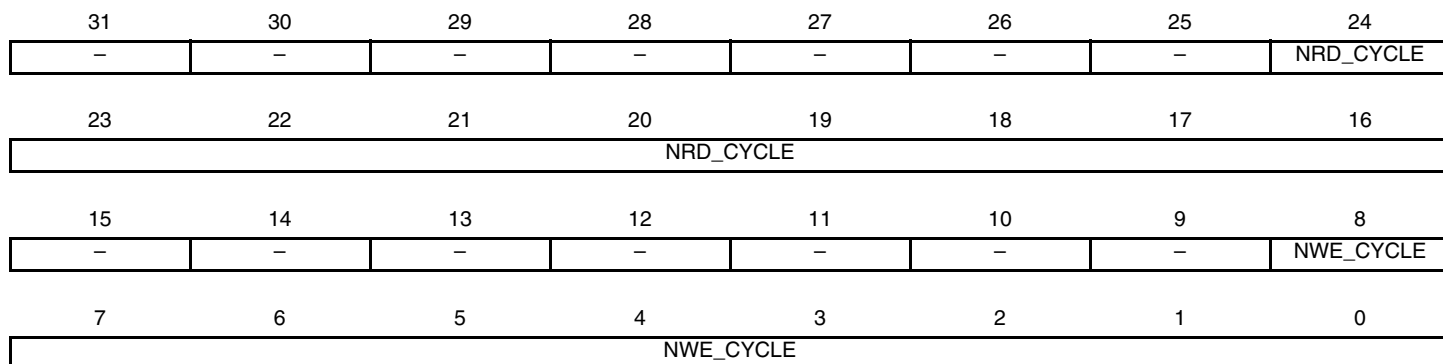 31 30 29 28 27 26 25 24
– – – – – – – NRD_CYCLE
23 22 21 20 19 18 17 16
NRD_CYCLE
15 14 13 12 11 10 9 8
– – – – – – – NWE_CYCLE
7 6 5 4 3 2 1 0
NWE_CYCLE